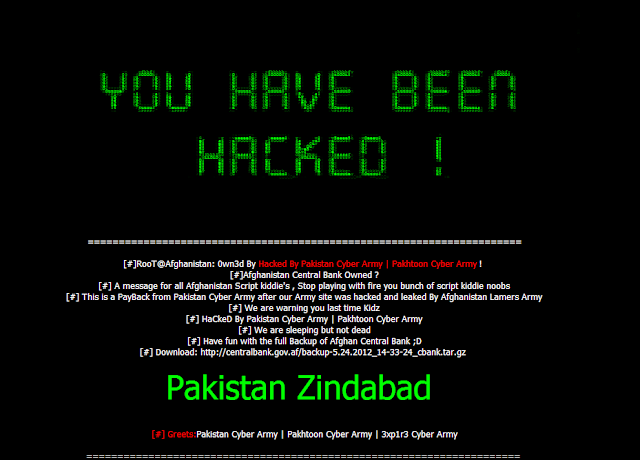 YOU HAVE BEEN
HACKED !
========================================================================
[#]RooT@Afghanistan: 0wn3d By Hacked By Pakistan Cyber Army | Pakhtoon Cyber Army !
[#]Afghanistan Central Bank Owned ?
[#] A message for all Afghanistan Script kiddie's , Stop playing with fire you bunch of script kiddie noobs
[#] This is a PayBack from Pakistan Cyber Army after our Army site was hacked and leaked By Afghanistan Lamers Army
[#] We are warning you last time Kidz
[#] HaCkeD By Pakistan Cyber Army | Pakhtoon Cyber Army
[#] We are sleeping but not dead
[#] Have fun with the full Backup of Afghan Central Bank ;D
[#] Download: http://centralbank.gov.af/backup-5.24.2012_14-33-24_cbank.tar.gz
Pakistan Zindabad
[#] Greets:Pakistan Cyber Army | Pakhtoon Cyber Army | 3xp1r3 Cyber Army
========================================================================